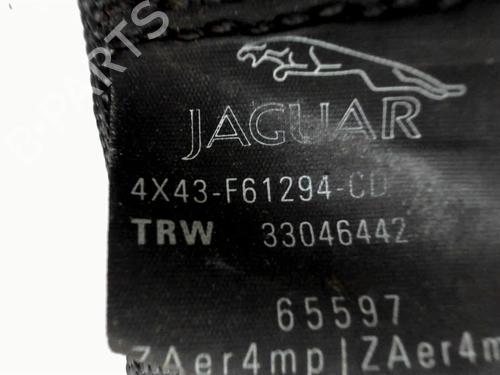 JAGUAR
4X43-F61294-CD
TRW 33046442
65597
ZAer4mp | ZAer4m
B-PARTS